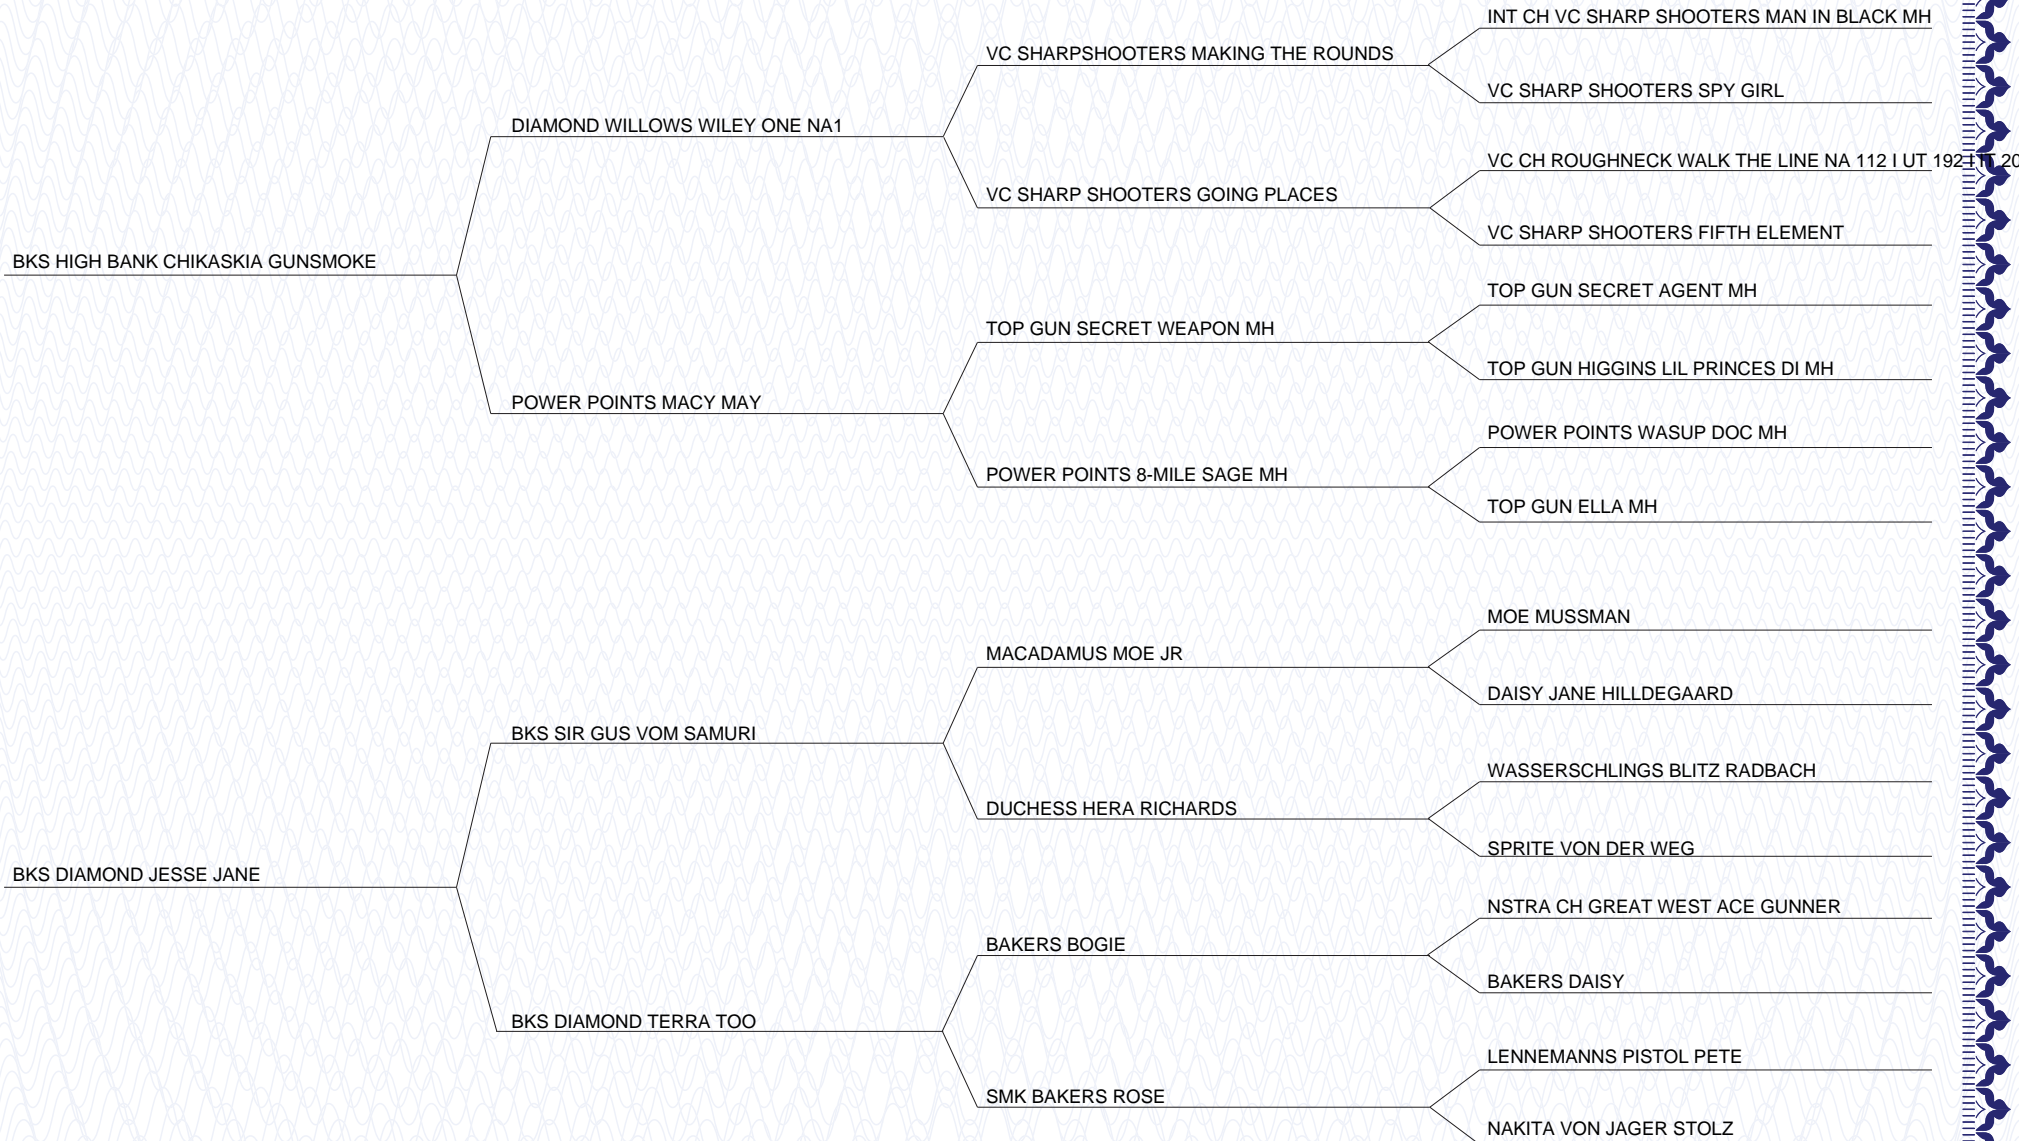 INT CH VC SHARP SHOOTERS MAN IN BLACK MH
VC SHARPSHOOTERS MAKING THE ROUNDS
VC SHARP SHOOTERS SPY GIRL
DIAMOND WILLOWS WILEY ONE NA1
VC CH ROUGHNECK WALK THE LINE NA 112 I UT 192 I IT 20
VC SHARP SHOOTERS GOING PLACES
VC SHARP SHOOTERS FIFTH ELEMENT
BKS HIGH BANK CHIKASKIA GUNSMOKE
TOP GUN SECRET AGENT MH
TOP GUN SECRET WEAPON MH
TOP GUN HIGGINS LIL PRINCES DI MH
POWER POINTS MACY MAY
POWER POINTS WASUP DOC MH
POWER POINTS 8-MILE SAGE MH
TOP GUN ELLA MH
MOE MUSSMAN
MACADAMUS MOE JR
DAISY JANE HILLDEGAARD
BKS SIR GUS VOM SAMURI
WASSERSCHLINGS BLITZ RADBACH
DUCHESS HERA RICHARDS
SPRITE VON DER WEG
BKS DIAMOND JESSE JANE
NSTRA CH GREAT WEST ACE GUNNER
BAKERS BOGIE
BAKERS DAISY
BKS DIAMOND TERRA TOO
LENNEMANNS PISTOL PETE
SMK BAKERS ROSE
NAKITA VON JAGER STOLZ